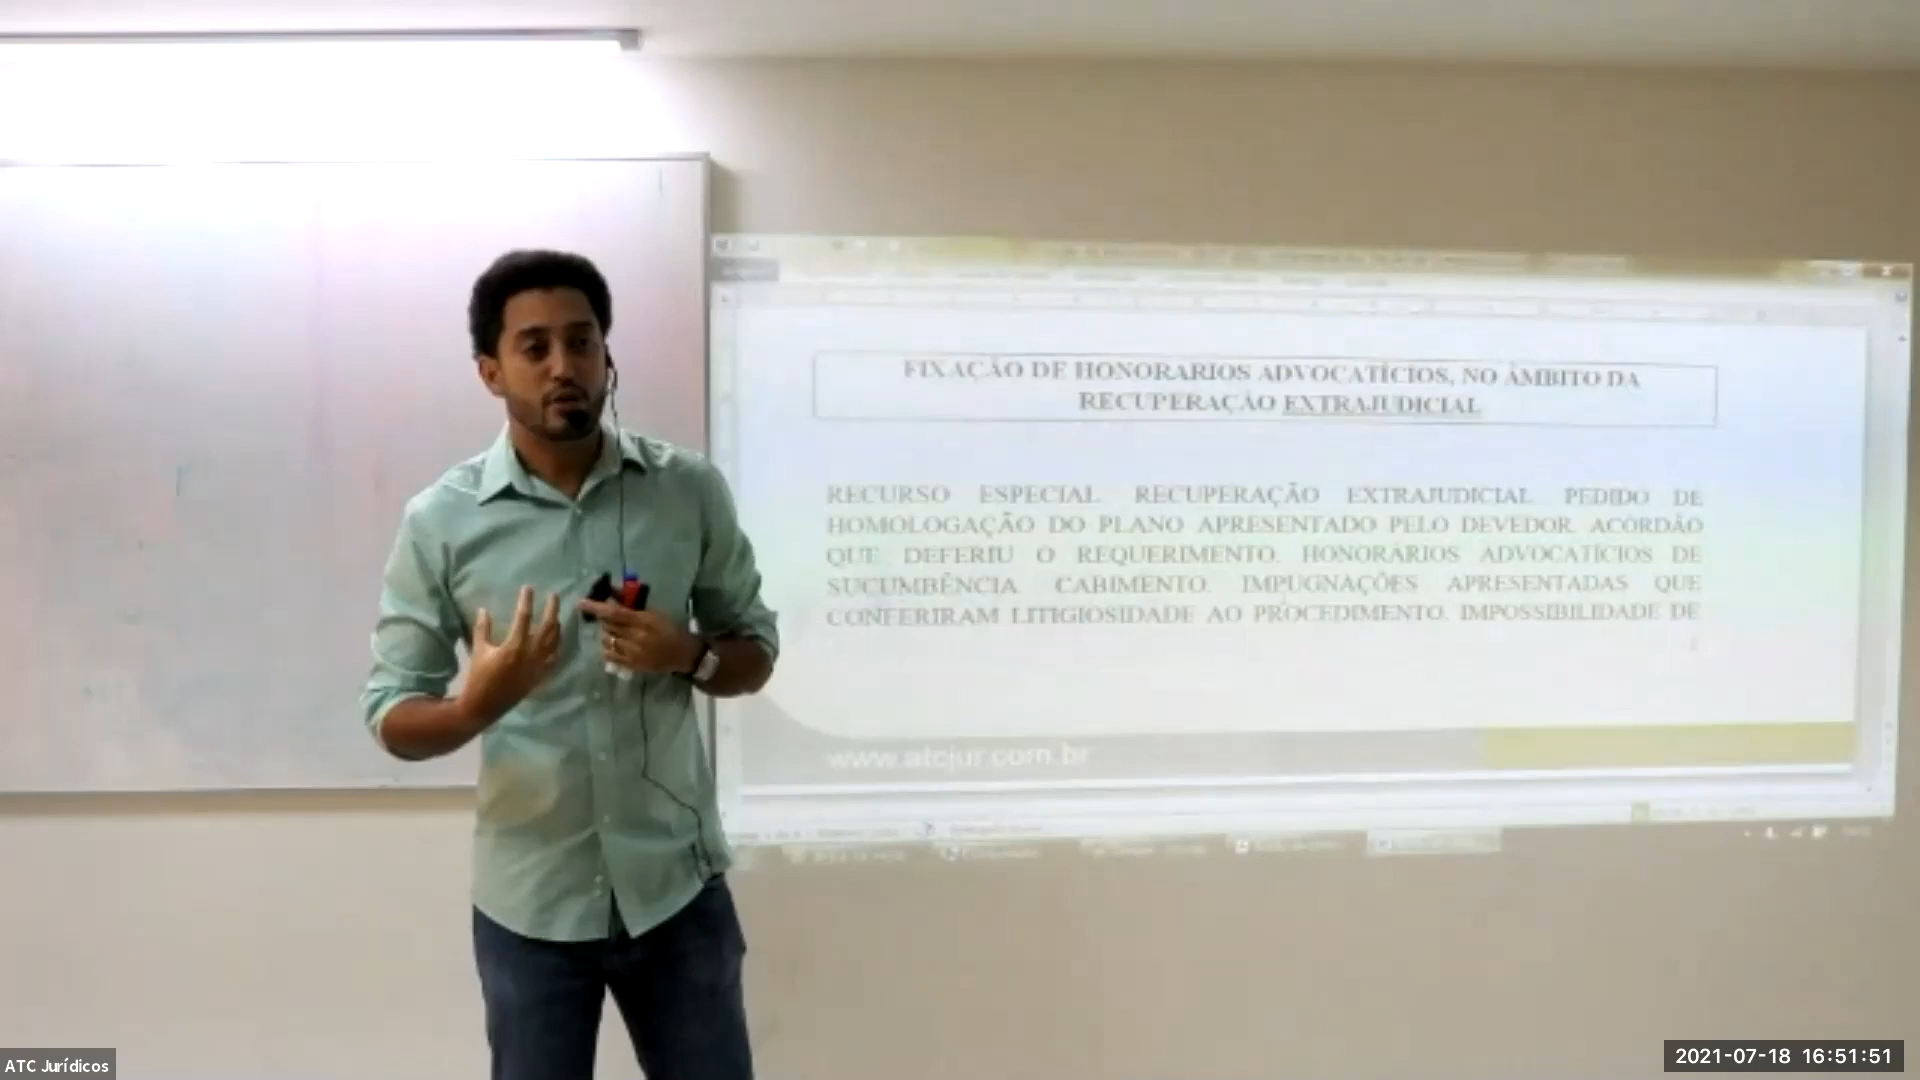 FIXAÇÃO DE HONORARIOS ADVOCATÍCIOS, NO ÂMBITO DA
RECUPERAÇÃO EXTRAJUDICIAL
RECURSO ESPECIAL. RECUPERAÇÃO EXTRAJUDICIAL. PEDIDO DE
HOMOLOGAÇÃO DO PLANO APRESENTADO PELO DEVEDOR. ACORDÃO
QUE DEFERIU O REQUERIMENTO. HONORÁRIOS ADVOCATÍCIOS DE
SUCUMBÊNCIA. CABIMENTO. IMPUGNAÇÕES APRESENTADAS QUE
CONFERIRAM LITIGIOSIDADE AO PROCEDIMENTO. IMPOSSIBILIDADE DE
www.atcjur.com.br
ATC Jurídicos
2021-07-18 16:51:51